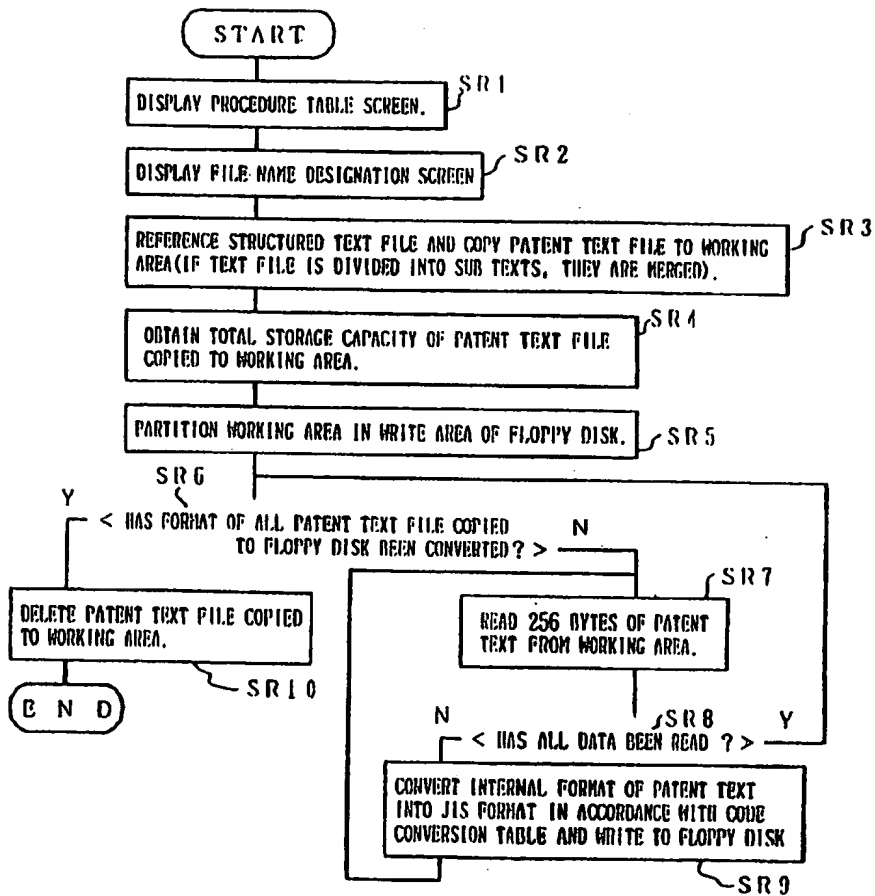 START
SR1
DISPLAY PROCEDURE TABLE SCREEN.
SR2
DISPLAY FILE NAME DESIGNATION SCREEN
SR3
REFERENCE STRUCTURED TEXT FILE AND COPY PATENT TEXT FILE TO WORKING
AREA(IF TEXT FILE IS DIVIDED INTO SUB TEXTS, THEY ARE MERGED).
SR4
OBTAIN TOTAL STORAGE CAPACITY OF PATENT TEXT FILE
COPIED TO WORKING AREA.
PARTITION WORKING AREA IN WRITE AREA OF FLOPPY DISK.
SR5
SR6
Y
< HAS FORMAT OF ALL PATENT TEXT FILE COPIED
TO FLOPPY DISK BEEN CONVERTED? >
N
SR7
DELETE PATENT TEXT FILE COPIED
TO WORKING AREA.
READ 256 BYTES OF PATENT
TEXT FROM WORKING AREA.
SR10
END
SR8
N
< HAS ALL DATA BEEN READ ? >
Y
CONVERT INTERNAL FORMAT OF PATENT TEXT
INTO JIS FORMAT IN ACCORDANCE WITH CODE
CONVERSION TABLE AND WRITE TO FLOPPY DISK
SR9